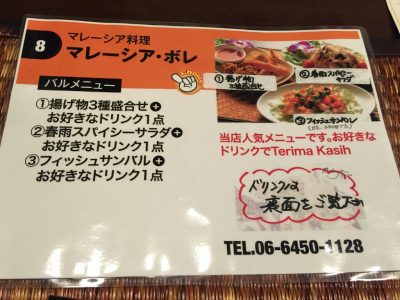 8
マレーシア料理
マレーシア・ボレ
バルメニュー
①揚げ物3種盛合せ+
お好きなドリンク1点
②春雨スパイシーサラダ+
お好きなドリンク1点
③フィッシュサンバル+
お好きなドリンク1点
①揚げ物
3種盛合せ
②春雨スパイシー
サラダ
③フィッシュサンバル
当店人気メニューです。お好きな
ドリンクでTerima Kasih
ドリンクは
裏面をご覧下さい
TEL.06-6450-1128